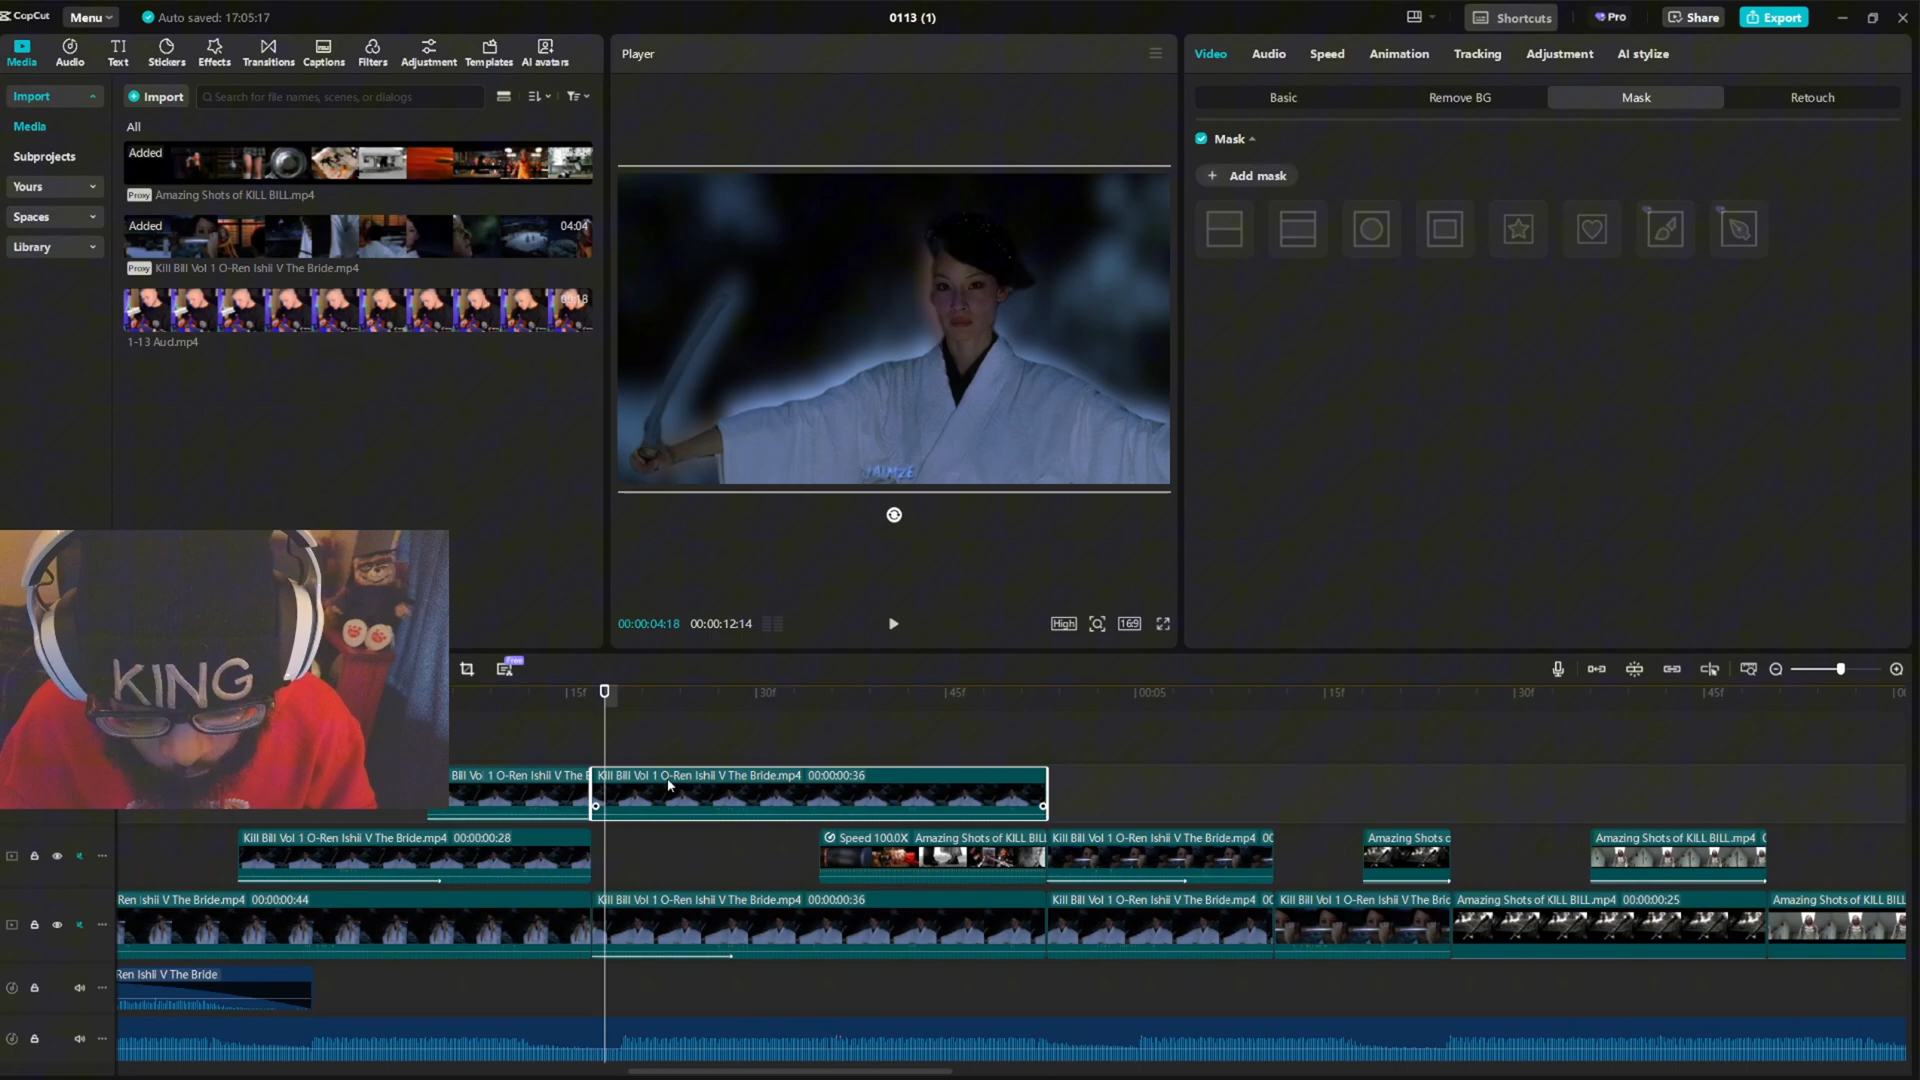 CapCut
Menu
Auto saved: 17:05:17
0113 (1)
Shortcuts
Pro
Share
Export
Media
Audio
Text
Stickers
Effects
Transitions
Captions
Filters
Adjustment
Templates
AI avatars
Player
Video
Audio
Speed
Animation
Tracking
Adjustment
AI stylize
Import
Import
Search for file names, scenes, or dialogs
Basic
Remove BG
Mask
Retouch
Media
All
Subprojects
Yours
Spaces
Library
Added
Proxy
Amazing Shots of KILL BILL.mp4
Added
04:04
Proxy
Kill Bill Vol 1 O-Ren Ishii V The Bride.mp4
00:18
1-13 Aud.mp4
Mask
Add mask
JAIMZE
KING
00:00:04:18
00:00:12:14
High
16:9
Free
15f
30f
45f
00:05
15f
30f
45f
Bill Vol 1 O-Ren Ishii V The B
Kill Bill Vol 1 O-Ren Ishii V The Bride.mp4 00:00:00:36
Kill Bill Vol 1 O-Ren Ishii V The Bride.mp4 00:00:00:28
Speed 100.0X Amazing Shots of KILL BILL
Kill Bill Vol 1 O-Ren Ishii V The Bride.mp4 00
Amazing Shots o
Amazing Shots of KILL BILL.mp4
Ren Ishii V The Bride.mp4 00:00:00:44
Kill Bill Vol 1 O-Ren Ishii V The Bride.mp4 00:00:00:36
Kill Bill Vol 1 O-Ren Ishii V The Bride.mp4 00
Kill Bill Vol 1 O-Ren Ishii V The Bric
Amazing Shots of KILL BILL.mp4 00:00:00:25
Amazing Shots of KILL BILL
Ren Ishii V The Bride